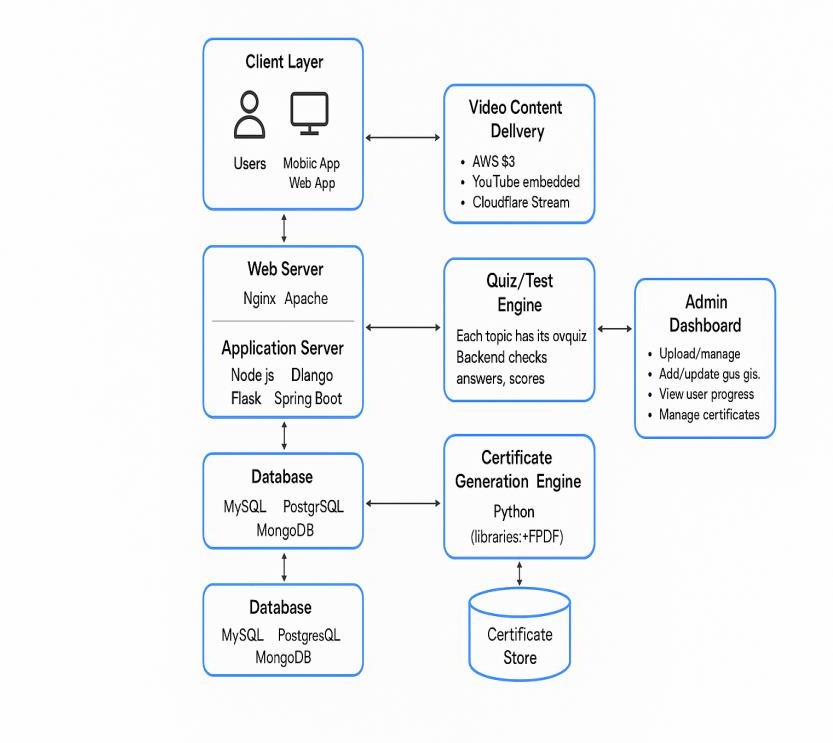 Client Layer
Users
Mobiic App
Web App
Video Content
Dellvery
• AWS $3
• YouTube embedded
• Cloudflare Stream
Web Server
Nginx Apache
Application Server
Node js Dlango
Flask Spring Boot
Quiz/Test
Engine
Each topic has its ovquiz
Backend checks
answers, scores
Admin
Dashboard
• Upload/manage
• Add/update gus gis.
• View user progress
• Manage certificates
Database
MySQL PostgrSQL
MongoDB
Certificate
Generation Engine
Python
(libraries:+FPDF)
Database
MySQL PostgresQL
MongoDB
Certificate
Store